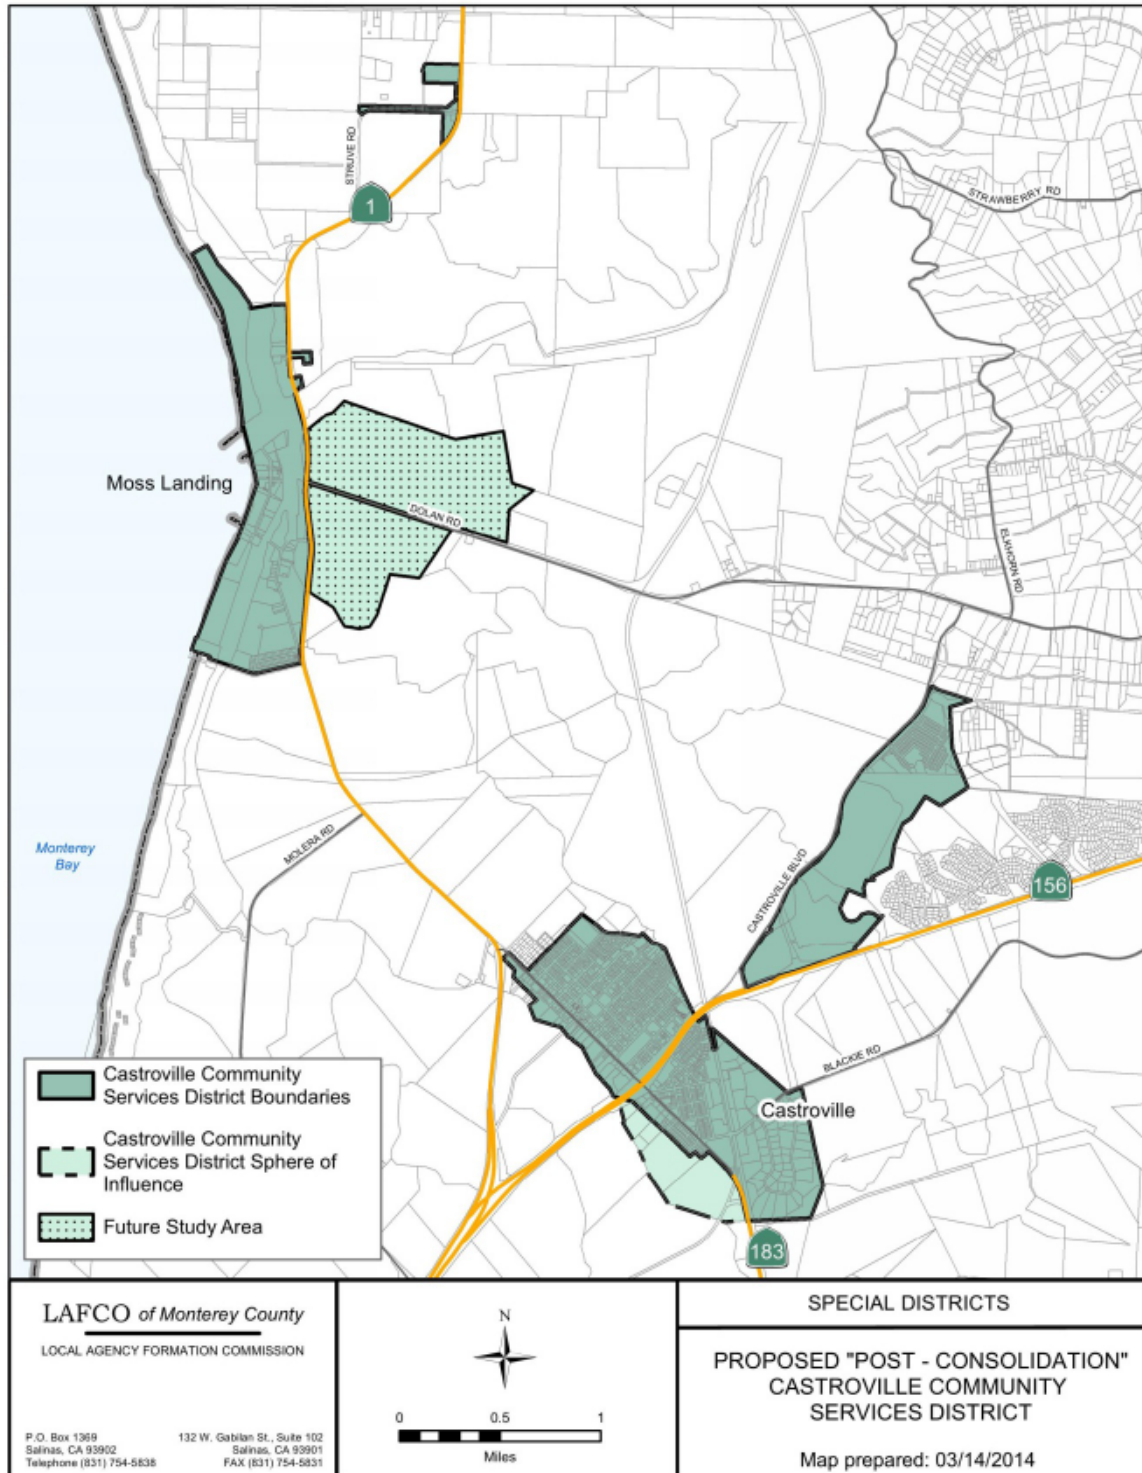 STRUVE RD
1
STRAWBERRY RD
Moss Landing
DOLAN RD
ELKHORN RD
Monterey
Bay
MOLERA RD
CASTROVILLE BLVD
156
BLACKIE RD
Castroville
183
Castroville Community
Services District Boundaries
Castroville Community
Services District Sphere of
Influence
Future Study Area
LAFCO of Monterey County
LOCAL AGENCY FORMATION COMMISSION
P.O. Box 1369
Salinas, CA 93902
Telephone (831) 754-5838
132 W. Gabilan St., Suite 102
Salinas, CA 93901
FAX (831) 754-5831
N
0 0.5 1
Miles
SPECIAL DISTRICTS
PROPOSED "POST - CONSOLIDATION"
CASTROVILLE COMMUNITY
SERVICES DISTRICT
Map prepared: 03/14/2014